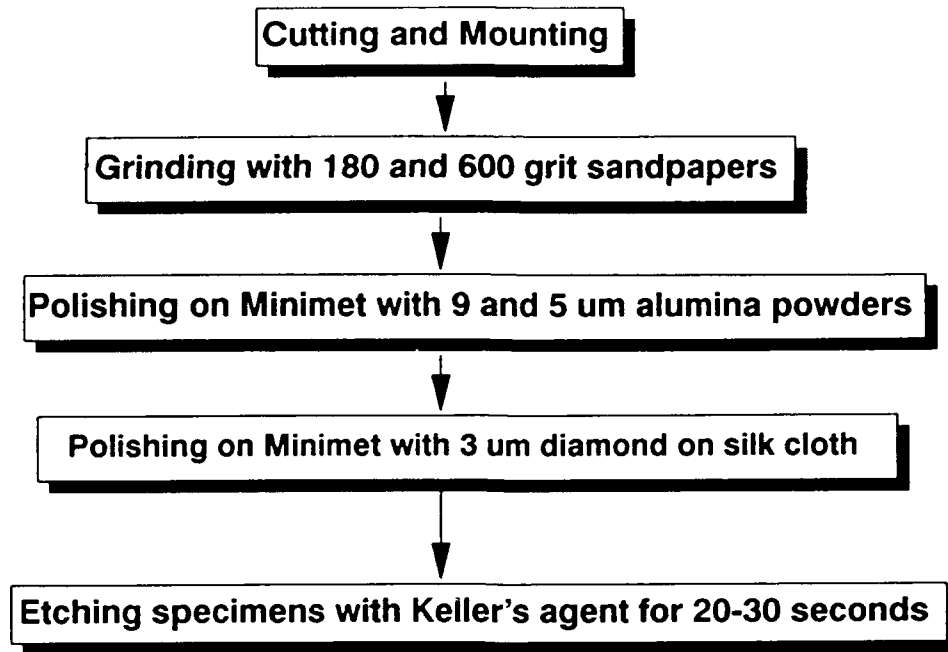 Cutting and Mounting
Grinding with 180 and 600 grit sandpapers
Polishing on Minimet with 9 and 5 um alumina powders
Polishing on Minimet with 3 um diamond on silk cloth
Etching specimens with Keller's agent for 20-30 seconds